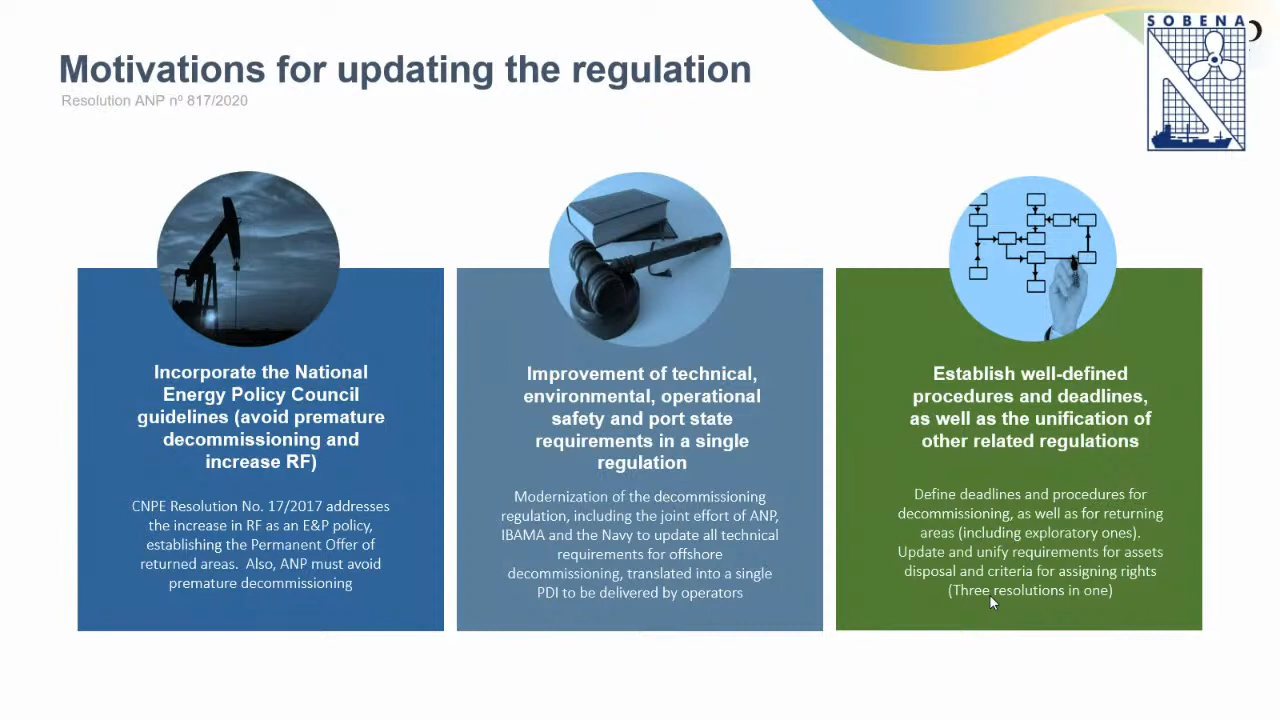 Motivations for updating the regulation
Resolution ANP nº 817/2020
SOBENA
Incorporate the National
Energy Policy Council
guidelines (avoid premature
decommissioning and
increase RF)
CNPE Resolution No. 17/2017 addresses
the increase in RF as an E&P policy,
establishing the Permanent Offer of
returned areas.  Also, ANP must avoid
premature decommissioning
Improvement of technical,
environmental, operational
safety and port state
requirements in a single
regulation
Modernization of the decommissioning
regulation, including the joint effort of ANP,
IBAMA and the Navy to update all technical
requirements for offshore
decommissioning, translated into a single
PDI to be delivered by operators
Establish well-defined
procedures and deadlines,
as well as the unification of
other related regulations
Define deadlines and procedures for
decommissioning, as well as for returning
areas (including exploratory ones).
Update and unify requirements for assets
disposal and criteria for assigning rights
(Three resolutions in one)